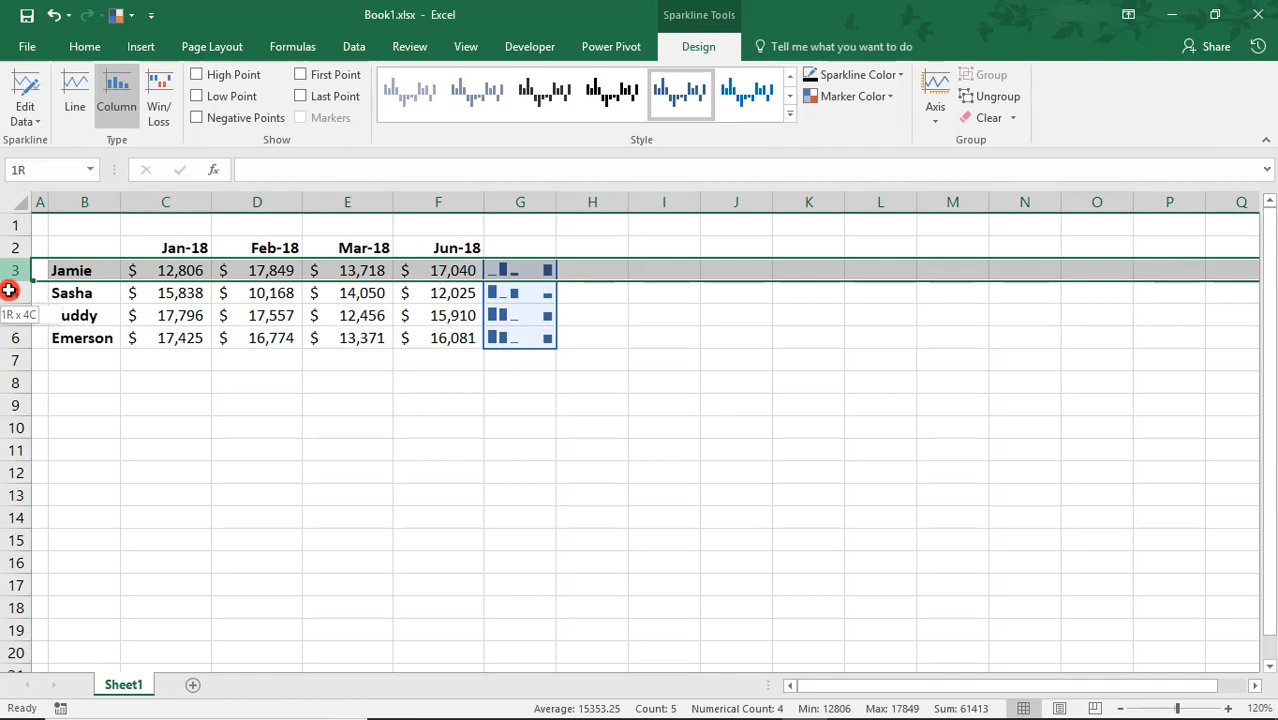 Book1.xlsx - Excel
Sparkline Tools
File Home Insert Page Layout Formulas Data Review View Developer Power Pivot Design Tell me what you want to do Share
Edit Data
Sparkline
Line Column Win/ Loss
Type
High Point First Point
Low Point Last Point
Negative Points Markers
Show
Style
Sparkline Color
Marker Color
Axis
Group
Ungroup
Clear
Group
1R
fx
A B C D E F G H I J K L M N O P Q
1
2 Jan-18 Feb-18 Mar-18 Jun-18
3 Jamie $ 12,806 $ 17,849 $ 13,718 $ 17,040
Sasha $ 15,838 $ 10,168 $ 14,050 $ 12,025
1R x 4C uddy $ 17,796 $ 17,557 $ 12,456 $ 15,910
6 Emerson $ 17,425 $ 16,774 $ 13,371 $ 16,081
7
8
9
10
11
12
13
14
15
16
17
18
19
20
Sheet1
Ready Average: 15353.25 Count: 5 Numerical Count: 4 Min: 12806 Max: 17849 Sum: 61413 120%